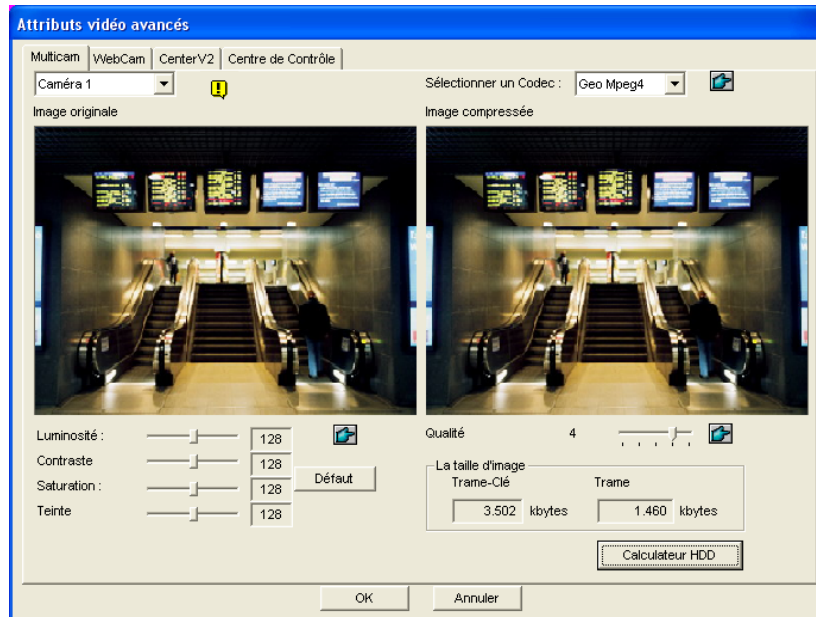 Attributs vidéo avancés
Multicam WebCam CenterV2 Centre de Contrôle
Caméra 1
Sélectionner un Codec : Geo Mpeg4
Image originale
Image compressée
Luminosité : 128
Contraste 128
Saturation : 128
Teinte 128
Défaut
Qualité 4
La taille d'image
Trame-Clé Trame
3.502 kbytes 1.460 kbytes
Calculateur HDD
OK Annuler